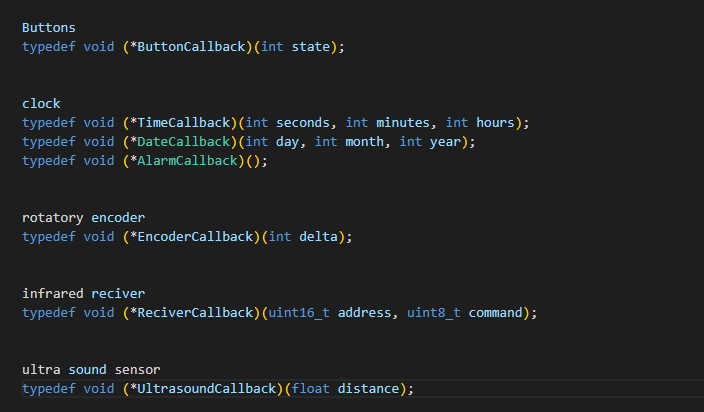 Buttons
typedef void (*ButtonCallback)(int state);
clock
typedef void (*TimeCallback)(int seconds, int minutes, int hours);
typedef void (*DateCallback)(int day, int month, int year);
typedef void (*AlarmCallback)();
rotatory encoder
typedef void (*EncoderCallback)(int delta);
infrared reciver
typedef void (*ReciverCallback)(uint16_t address, uint8_t command);
ultra sound sensor
typedef void (*UltrasoundCallback)(float distance);